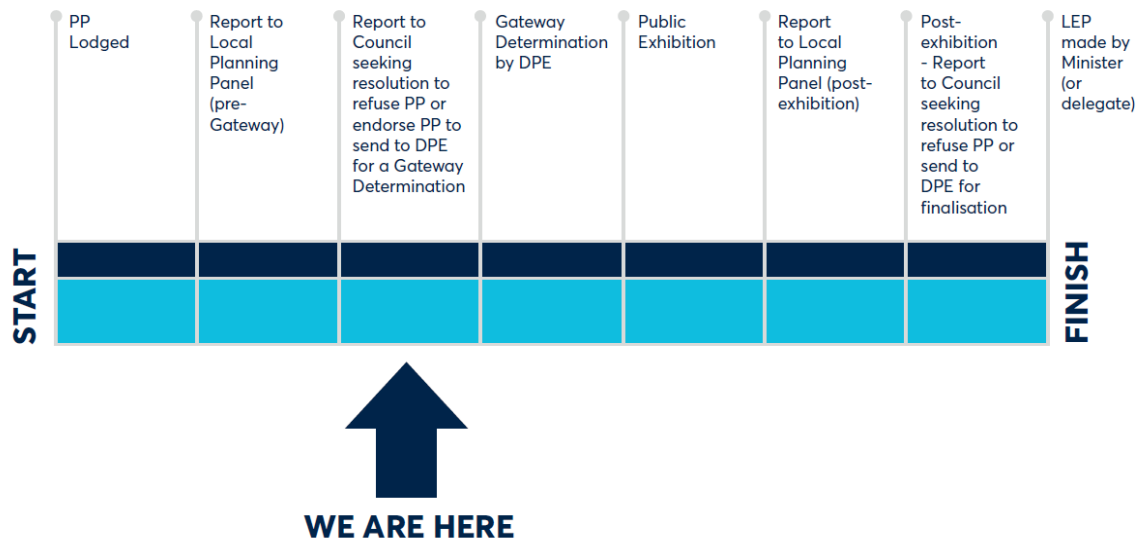 PP
Lodged
Report to
Local
Planning
Panel
(pre-
Gateway)
Report to
Council
seeking
resolution to
refuse PP or
endorse PP to
send to DPE
for a Gateway
Determination
Gateway
Determination
by DPE
Public
Exhibition
Report
to Local
Planning
Panel (post-
exhibition)
Post-
exhibition
- Report
to Council
seeking
resolution to
refuse PP or
send to
DPE for
finalisation
LEP
made by
Minister
(or
delegate)
START
FINISH
WE ARE HERE